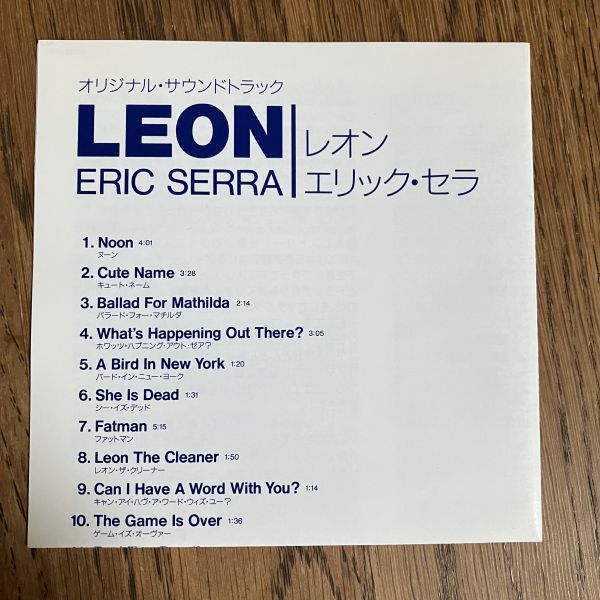 オリジナル・サウンドトラック
LEON
レオン
ERIC SERRA
エリック・セラ
1. Noon 4:01
ヌーン
2. Cute Name 3:28
キュート・ネーム
3. Ballad For Mathilda 2:14
バラード・フォー・マチルダ
4. What's Happening Out There? 3:05
ホワッツ・ハプニング・アウト・ゼア?
5. A Bird In New York 1:20
バード・イン・ニュー・ヨーク
6. She Is Dead 1:31
シー・イズ・デッド
7. Fatman 5:15
ファットマン
8. Leon The Cleaner 1:50
レオン・ザ・クリーナー
9. Can I Have A Word With You? 1:14
キャン・アイ・ハヴ・ア・ワード・ウィズ・ユー?
10. The Game Is Over 1:36
ゲーム・イズ・オーヴァー